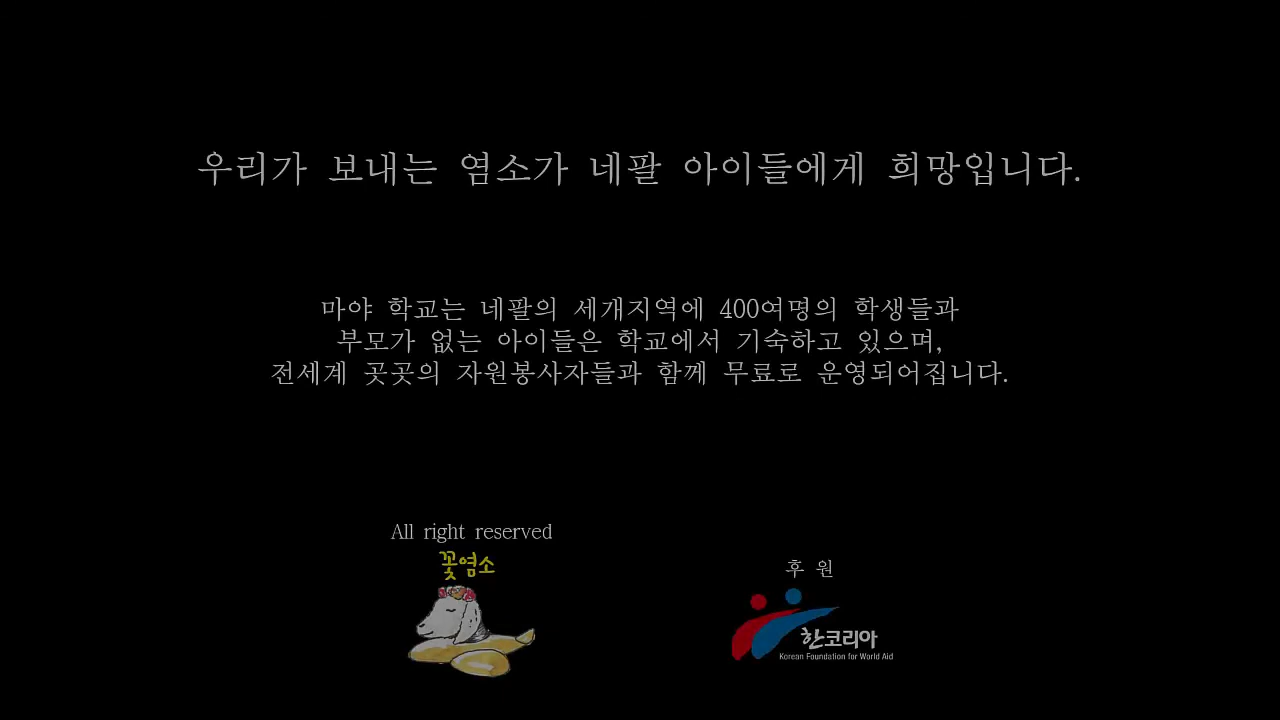 우리가 보내는 염소가 네팔 아이들에게 희망입니다.
마야 학교는 네팔의 세개지역에 400여명의 학생들과
부모가 없는 아이들은 학교에서 기숙하고 있으며,
전세계 곳곳의 자원봉사자들과 함께 무료로 운영되어집니다.
All right reserved
꽃염소
후 원
한코리아
Korean Foundation for World Aid